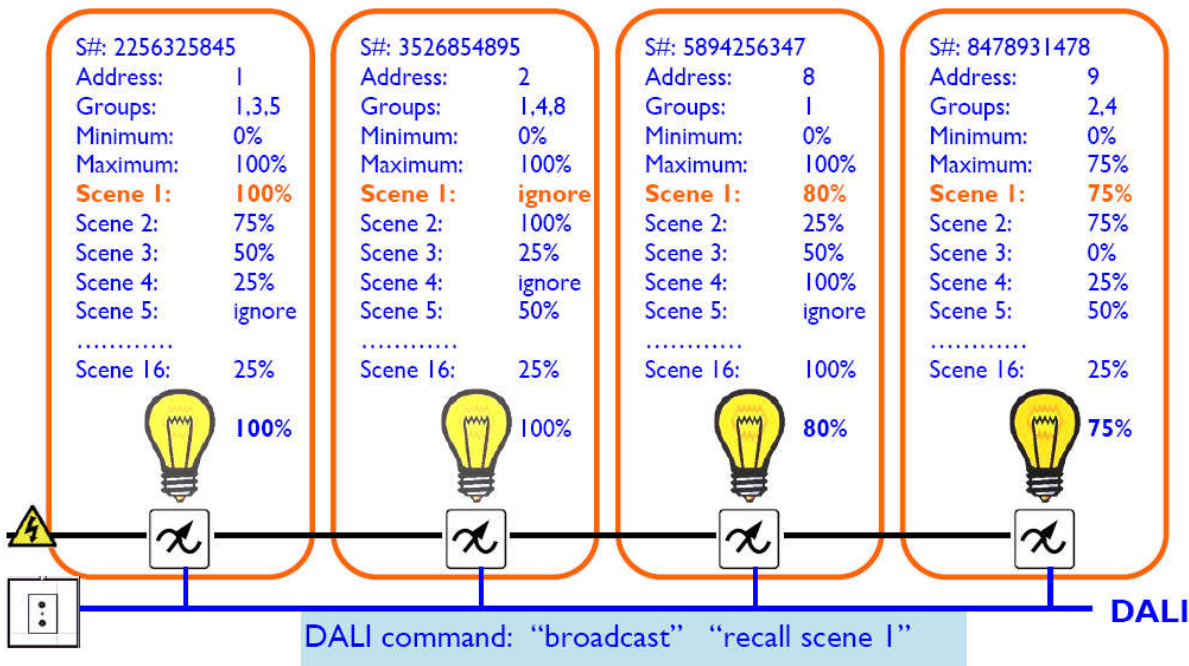 S#: 2256325845
Address: 1
Groups: 1,3,5
Minimum: 0%
Maximum: 100%
Scene 1: 100%
Scene 2: 75%
Scene 3: 50%
Scene 4: 25%
Scene 5: ignore
............
Scene 16: 25%
100%
S#: 3526854895
Address: 2
Groups: 1,4,8
Minimum: 0%
Maximum: 100%
Scene 1: ignore
Scene 2: 100%
Scene 3: 25%
Scene 4: ignore
Scene 5: 50%
............
Scene 16: 25%
100%
S#: 5894256347
Address: 8
Groups: 1
Minimum: 0%
Maximum: 100%
Scene 1: 80%
Scene 2: 25%
Scene 3: 50%
Scene 4: 100%
Scene 5: ignore
............
Scene 16: 100%
80%
S#: 8478931478
Address: 9
Groups: 2,4
Minimum: 0%
Maximum: 75%
Scene 1: 75%
Scene 2: 75%
Scene 3: 0%
Scene 4: 25%
Scene 5: 50%
............
Scene 16: 25%
75%
DALI
DALI command: “broadcast” “recall scene 1”